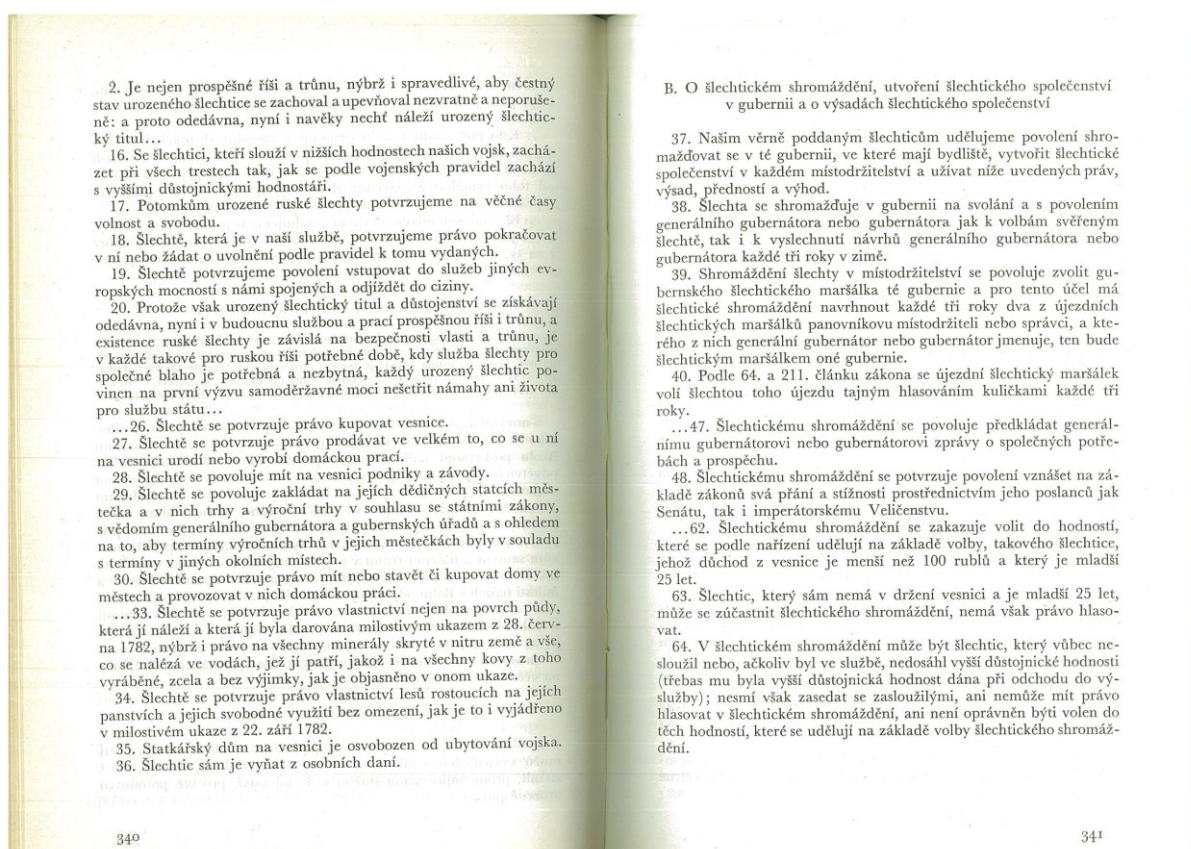 2. Je nejen prospěšné říši a trůnu, nýbrž i spravedlivé, aby čestný
stav urozeného šlechtice se zachoval a upevňoval nezvratně a neporuše-
ně: a proto odedávna, nyní i navěky nechť náleží urozený šlechtic-
ký titul...
16. Se šlechtici, kteří slouží v nižších hodnostech našich vojsk, zachá-
zet při všech trestech tak, jak se podle vojenských pravidel zachází
s vyššími důstojnickými hodnostáři.
17. Potomkům urozené ruské šlechty potvrzujeme na věčné časy
volnost a svobodu.
18. Šlechtě, která je v naší službě, potvrzujeme právo pokračovat
v ní nebo žádat o uvolnění podle pravidel k tomu vydaných.
19. Šlechtě potvrzujeme povolení vstupovat do služeb jiných ev-
ropských mocností s námi spojených a odjíždět do ciziny.
20. Protože však urozený šlechtický titul a důstojenství se získávají
odedávna, nyní i v budoucnu službou a prací prospěšnou říši i trůnu, a
existence ruské šlechty je závislá na bezpečnosti vlasti a trůnu, je
v každé takové pro ruskou říši potřebné době, kdy služba šlechty pro
společné blaho je potřebná a nezbytná, každý urozený šlechtic po-
vinen na první výzvu samoděržavné moci nešetřit námahy ani života
pro službu státu...
...26. Šlechtě se potvrzuje právo kupovat vesnice.
27. Šlechtě se potvrzuje právo prodávat ve velkém to, co se u ní
na vesnici urodí nebo vyrobí domáckou prací.
28. Šlechtě se povoluje mít na vesnici podniky a závody.
29. Šlechtě se povoluje zakládat na jejích dědičných statcích měs-
tečka a v nich trhy a výroční trhy v souhlasu se státními zákony,
s vědomím generálního gubernátora a gubernských úřadů a s ohledem
na to, aby termíny výročních trhů v jejich městečkách byly v souladu
s termíny v jiných okolních místech.
30. Šlechtě se potvrzuje právo mít nebo stavět či kupovat domy ve
městech a provozovat v nich domáckou práci.
...33. Šlechtě se potvrzuje právo vlastnictví nejen na povrch půdy,
která jí náleží a která jí byla darována milostivým ukazem z 28. červ-
na 1782, nýbrž i právo na všechny minerály skryté v nitru země a vše,
co se nalézá ve vodách, jež jí patří, jakož i na všechny kovy z toho
vyráběné, zcela a bez výjimky, jak je objasněno v onom ukaze.
34. Šlechtě se potvrzuje právo vlastnictví lesů rostoucích na jejích
panstvích a jejich svobodné využití bez omezení, jak je to i vyjádřeno
v milostivém ukaze z 22. září 1782.
35. Statkářský dům na vesnici je osvobozen od ubytování vojska.
36. Šlechtic sám je vyňat z osobních daní.
340
B. O šlechtickém shromáždění, utvoření šlechtického společenství
v gubernii a o výsadách šlechtického společenství
37. Našim věrně poddaným šlechticům udělujeme povolení shro-
mažďovat se v té gubernii, ve které mají bydliště, vytvořit šlechtické
společenství v každém místodržitelství a užívat níže uvedených práv,
výsad, předností a výhod.
38. Šlechta se shromažďuje v gubernii na svolání a s povolením
generálního gubernátora nebo gubernátora jak k volbám svěřeným
šlechtě, tak i k vyslechnutí návrhů generálního gubernátora nebo
gubernátora každé tři roky v zimě.
39. Shromáždění šlechty v místodržitelství se povoluje zvolit gu-
bernského šlechtického maršálka té gubernie a pro tento účel má
šlechtické shromáždění navrhnout každé tři roky dva z újezdních
šlechtických maršálků panovníkovu místodržiteli nebo správci, a kte-
rého z nich generální gubernátor nebo gubernátor jmenuje, ten bude
šlechtickým maršálkem oné gubernie.
40. Podle 64. a 211. článku zákona se újezdní šlechtický maršálek
volí šlechtou toho újezdu tajným hlasováním kuličkami každé tři
roky.
...47. Šlechtickému shromáždění se povoluje předkládat generál-
nímu gubernátorovi nebo gubernátorovi zprávy o společných potře-
bách a prospěchu.
48. Šlechtickému shromáždění se potvrzuje povolení vznášet na zá-
kladě zákonů svá přání a stížnosti prostřednictvím jeho poslanců jak
Senátu, tak i imperátorskému Veličenstvu.
...62. Šlechtickému shromáždění se zakazuje volit do hodností,
které se podle nařízení udělují na základě volby, takového šlechtice,
jehož důchod z vesnice je menší než 100 rublů a který je mladší
25 let.
63. Šlechtic, který sám nemá v držení vesnici a je mladší 25 let,
může se zúčastnit šlechtického shromáždění, nemá však právo hlaso-
vat.
64. V šlechtickém shromáždění může být šlechtic, který vůbec ne-
sloužil nebo, ačkoliv byl ve službě, nedosáhl vyšší důstojnické hodnosti
(třebas mu byla vyšší důstojnická hodnost dána při odchodu do vý-
služby); nesmí však zasedat se zasloužilými, ani nemůže mít právo
hlasovat v šlechtickém shromáždění, ani není oprávněn býti volen do
těch hodností, které se udělují na základě volby šlechtického shromáž-
dění.
341